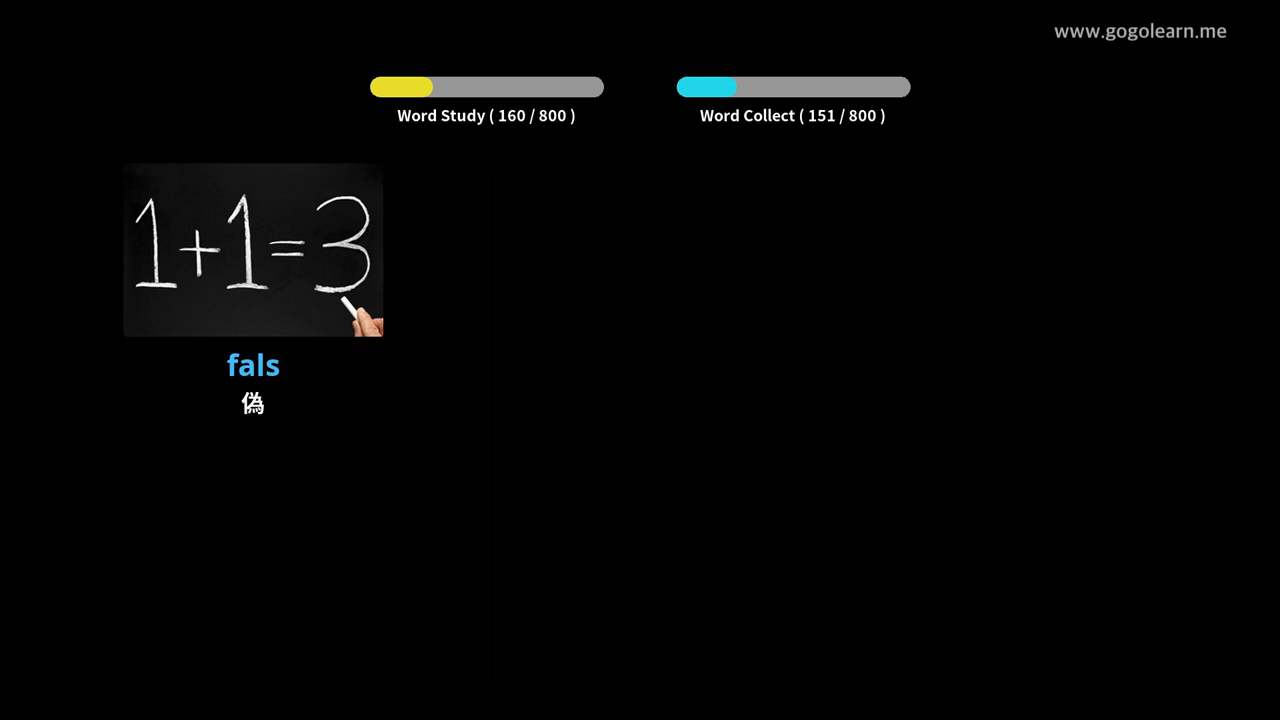 www.gogolearn.me
Word Study ( 160 / 800 )
Word Collect ( 151 / 800 )
1+1=3
fals
偽